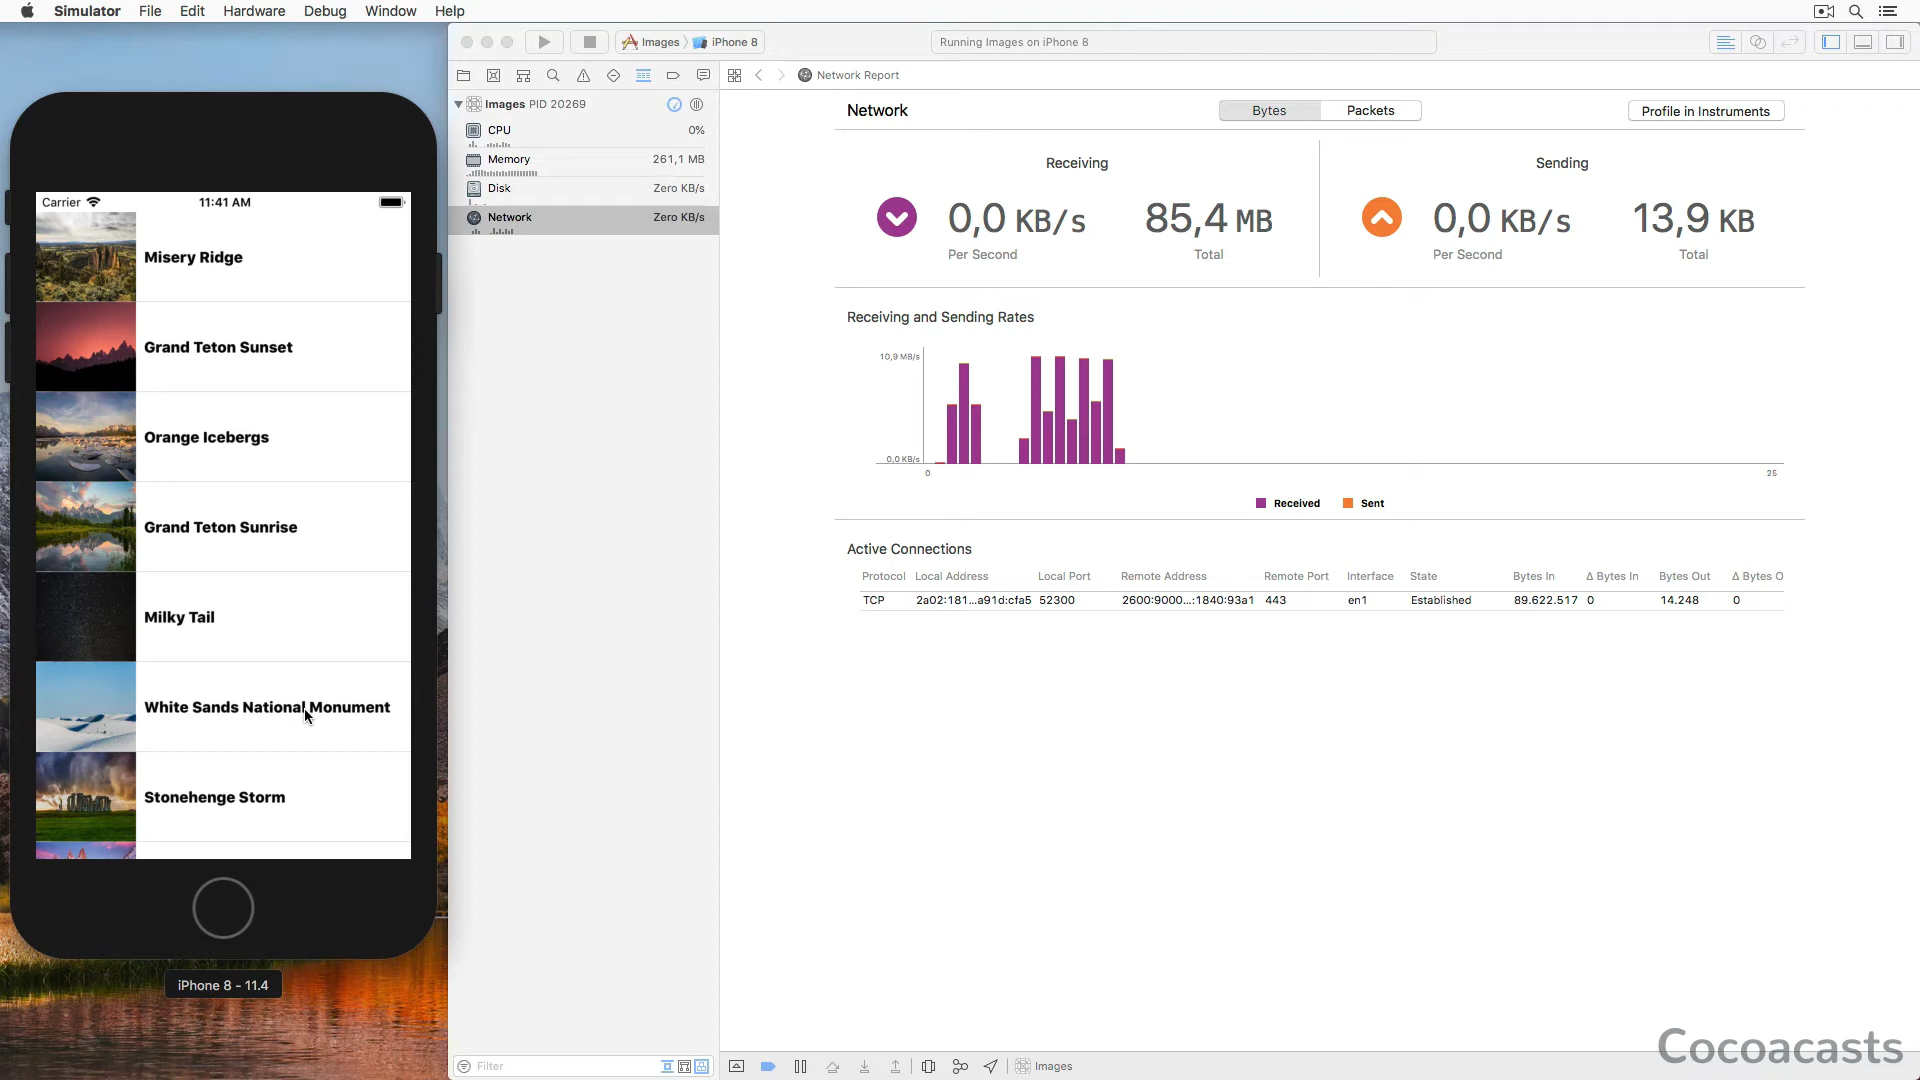 Simulator File Edit Hardware Debug Window Help
Images iPhone 8
Running Images on iPhone 8
Network Report
Images PID 20269
CPU 0%
Memory 261,1 MB
Disk Zero KB/s
Network Zero KB/s
Filter
Network
Bytes Packets
Profile in Instruments
Receiving
0,0 KB/s 85,4 MB
Per Second Total
Sending
0,0 KB/s 13,9 KB
Per Second Total
Receiving and Sending Rates
10,9 MB/s
0,0 KB/s
0 25
Received Sent
Active Connections
Protocol Local Address Local Port Remote Address Remote Port Interface State Bytes In Δ Bytes In Bytes Out Δ Bytes O
TCP 2a02:181...a91d:cfa5 52300 2600:9000...:1840:93a1 443 en1 Established 89.622.517 0 14.248 0
Images
Carrier 11:41 AM
Misery Ridge
Grand Teton Sunset
Orange Icebergs
Grand Teton Sunrise
Milky Tail
White Sands National Monument
Stonehenge Storm
iPhone 8 - 11.4
Cocoacasts